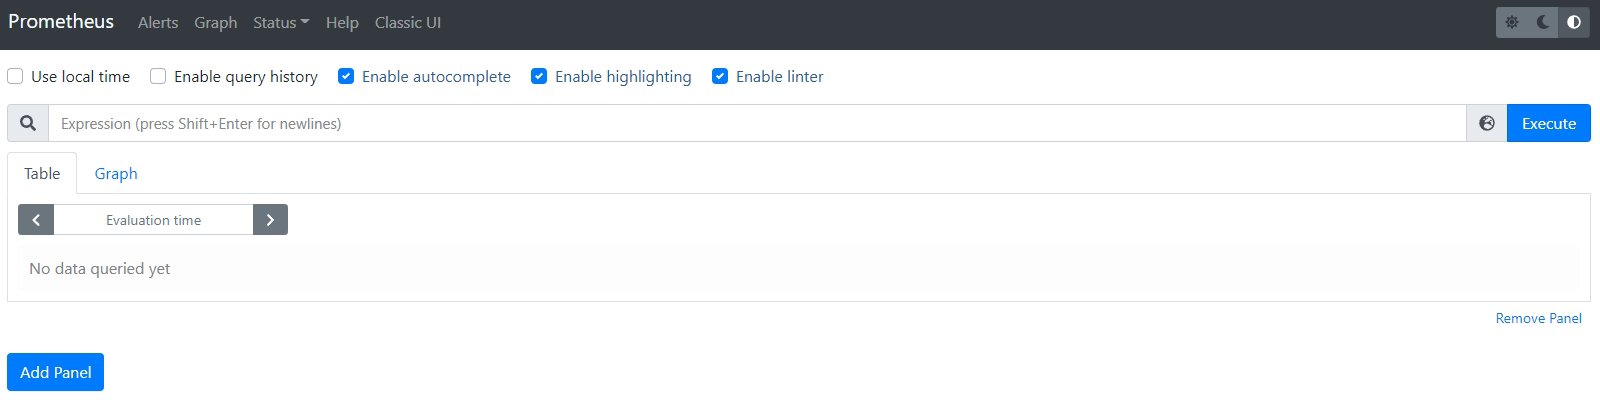 Prometheus Alerts Graph Status Help Classic UI
Use local time Enable query history Enable autocomplete Enable highlighting Enable linter
Expression (press Shift+Enter for newlines) Execute
Table Graph
Evaluation time
No data queried yet
Remove Panel
Add Panel